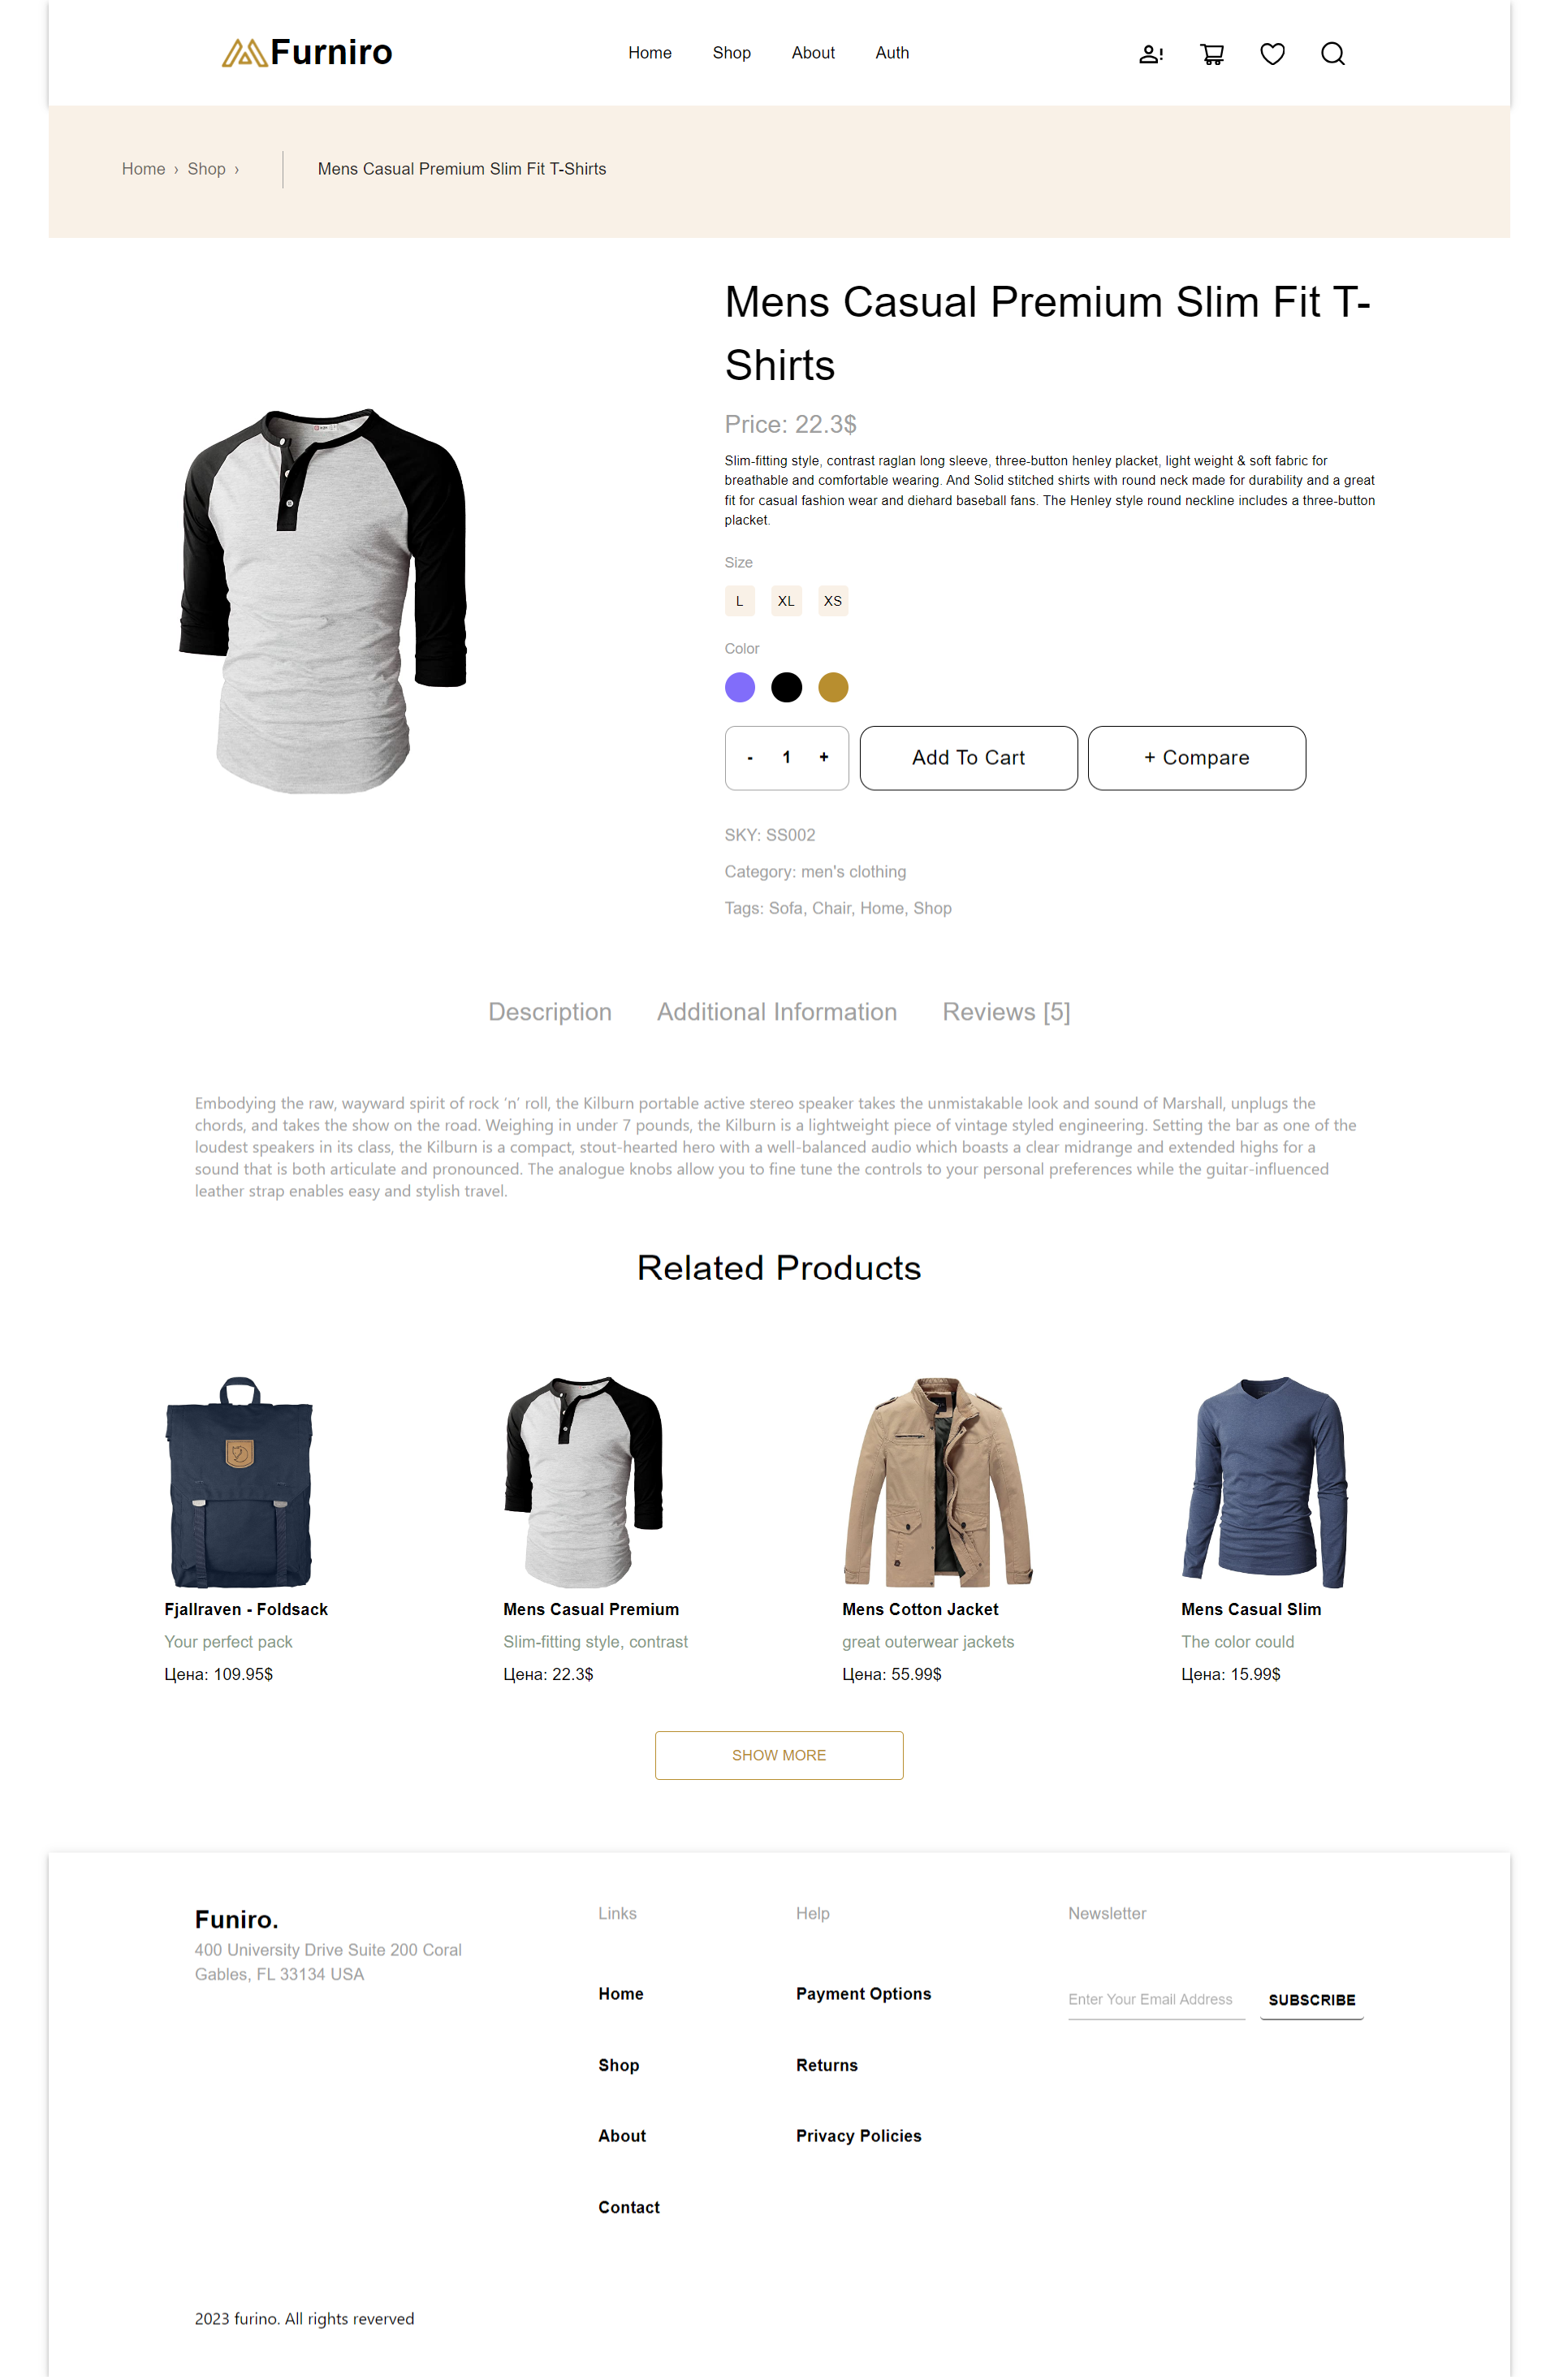 Furniro
Home Shop About Auth
Home › Shop › Mens Casual Premium Slim Fit T-Shirts
Mens Casual Premium Slim Fit T-
Shirts
Price: 22.3$
Slim-fitting style, contrast raglan long sleeve, three-button henley placket, light weight & soft fabric for
breathable and comfortable wearing. And Solid stitched shirts with round neck made for durability and a great
fit for casual fashion wear and diehard baseball fans. The Henley style round neckline includes a three-button
placket.
Size
L XL XS
Color
- 1 + Add To Cart + Compare
SKY: SS002
Category: men's clothing
Tags: Sofa, Chair, Home, Shop
Description Additional Information Reviews [5]
Embodying the raw, wayward spirit of rock ‘n’ roll, the Kilburn portable active stereo speaker takes the unmistakable look and sound of Marshall, unplugs the
chords, and takes the show on the road. Weighing in under 7 pounds, the Kilburn is a lightweight piece of vintage styled engineering. Setting the bar as one of the
loudest speakers in its class, the Kilburn is a compact, stout-hearted hero with a well-balanced audio which boasts a clear midrange and extended highs for a
sound that is both articulate and pronounced. The analogue knobs allow you to fine tune the controls to your personal preferences while the guitar-influenced
leather strap enables easy and stylish travel.
Related Products
Fjallraven - Foldsack
Your perfect pack
Цена: 109.95$
Mens Casual Premium
Slim-fitting style, contrast
Цена: 22.3$
Mens Cotton Jacket
great outerwear jackets
Цена: 55.99$
Mens Casual Slim
The color could
Цена: 15.99$
SHOW MORE
Funiro.
400 University Drive Suite 200 Coral
Gables, FL 33134 USA
Links
Home
Shop
About
Contact
Help
Payment Options
Returns
Privacy Policies
Newsletter
Enter Your Email Address SUBSCRIBE
2023 furino. All rights reverved